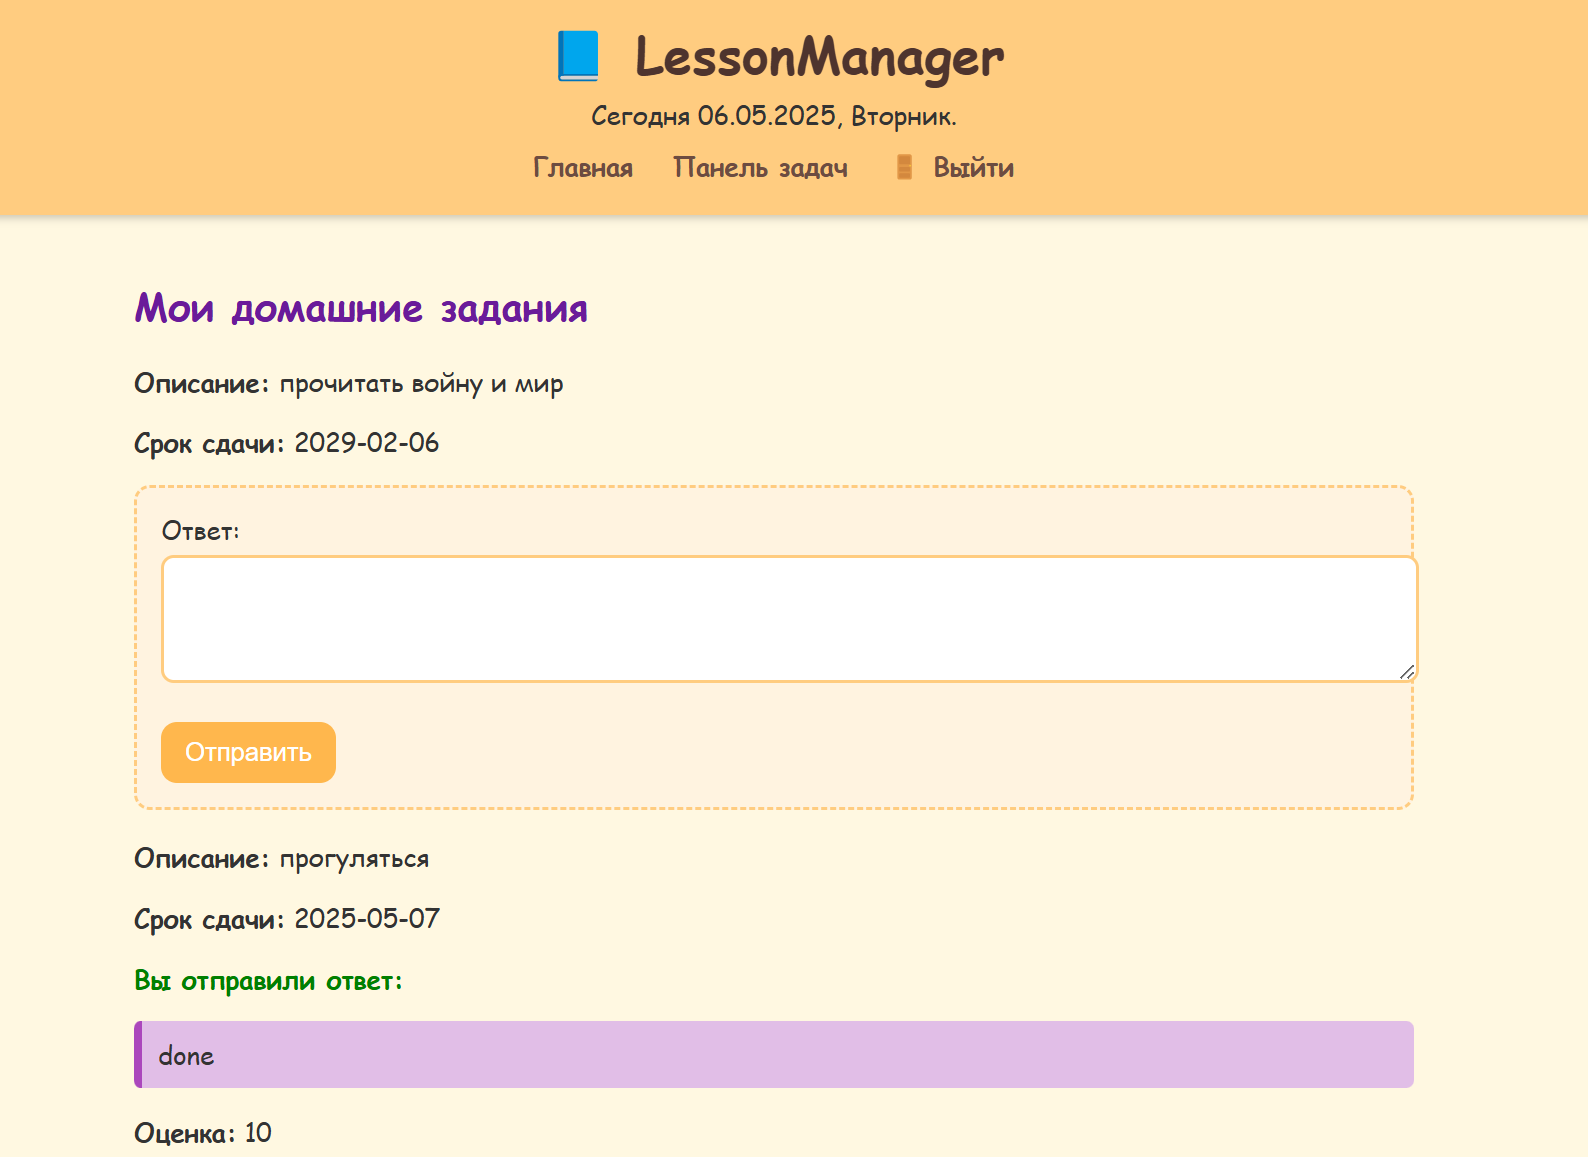 📘 LessonManager
Сегодня 06.05.2025, Вторник.
Главная Панель задач 🚪 Выйти
Мои домашние задания
Описание: прочитать войну и мир
Срок сдачи: 2029-02-06
Ответ:
Отправить
Описание: прогуляться
Срок сдачи: 2025-05-07
Вы отправили ответ:
done
Оценка: 10